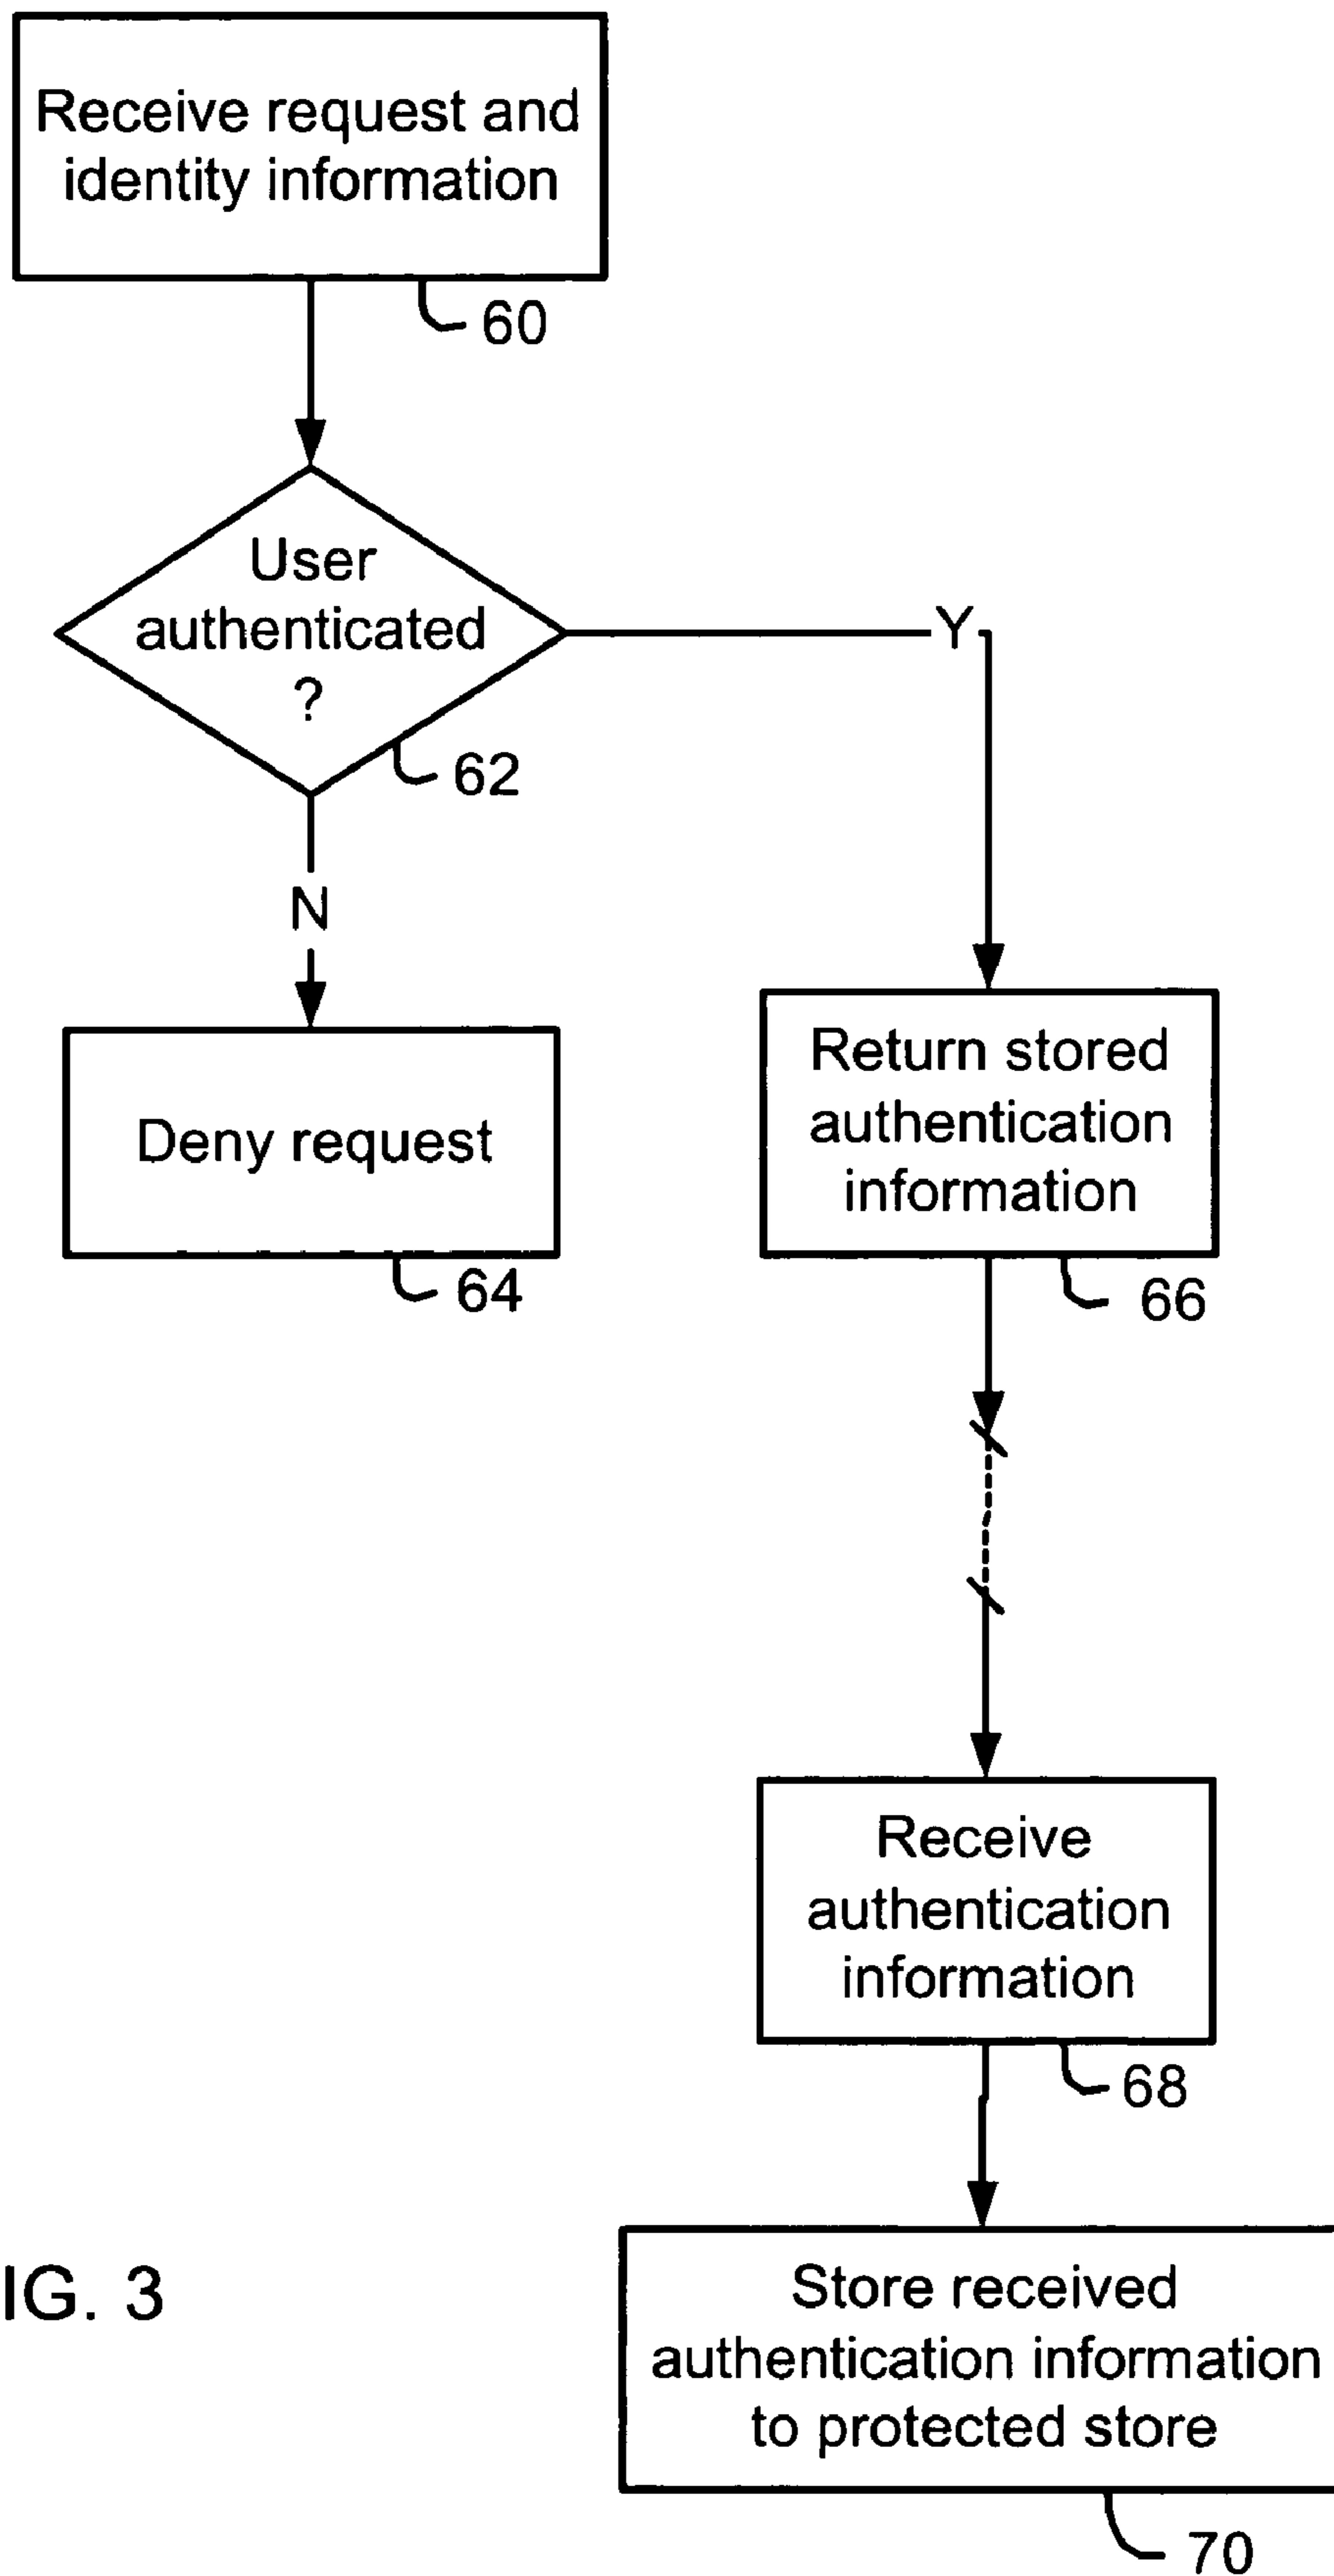 Receive request and
identity information
60
User
authenticated
?
62
Y
N
Return stored
authentication
information
66
Deny request
64
Receive
authentication
information
68
Store received
authentication information
to protected store
70
IG. 3